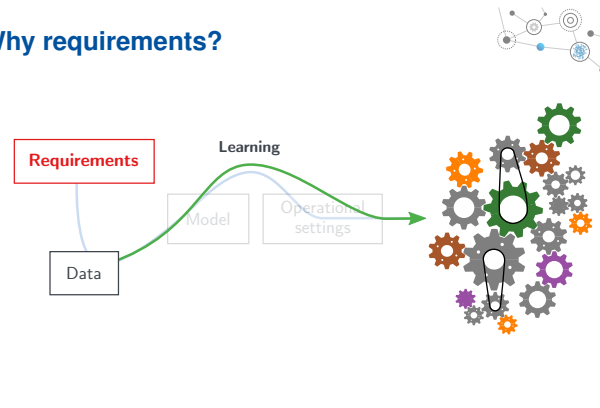 Why requirements?
Learning
Requirements
Model
Operational
settings
Data